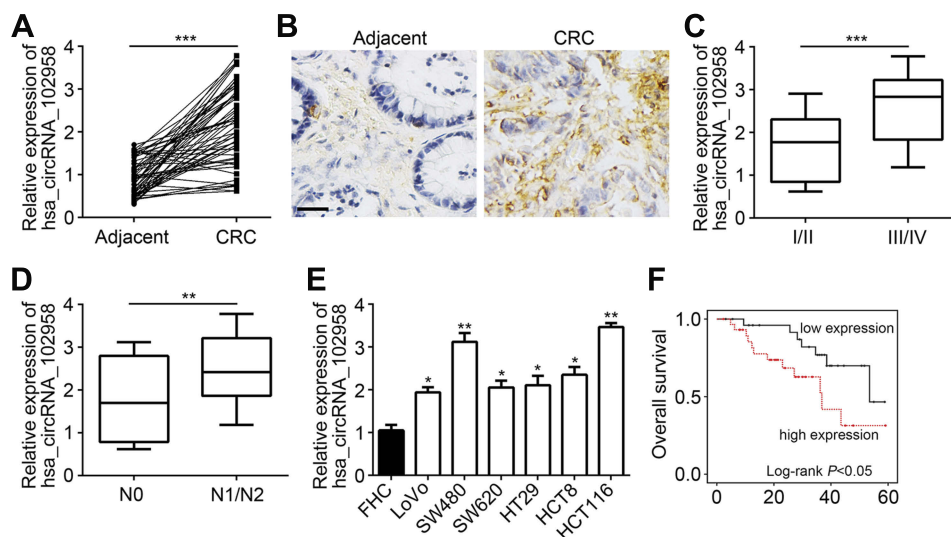 A
Relative expression of
hsa_circRNA_102958
4
3
2
1
0
***
Adjacent
CRC
B
Adjacent
CRC
C
Relative expression of
hsa_circRNA_102958
4
3
2
1
0
***
I/II
III/IV
D
Relative expression of
hsa_circRNA_102958
4
3
2
1
0
**
N0
N1/N2
E
Relative expression of
hsa_circRNA_102958
4
3
2
1
0
*
**
*
*
*
**
FHC
LoVo
SW480
SW620
HT29
HCT8
HCT116
F
Overall survival
1.0
0.5
0.0
low expression
high expression
Log-rank P<0.05
0
20
40
60